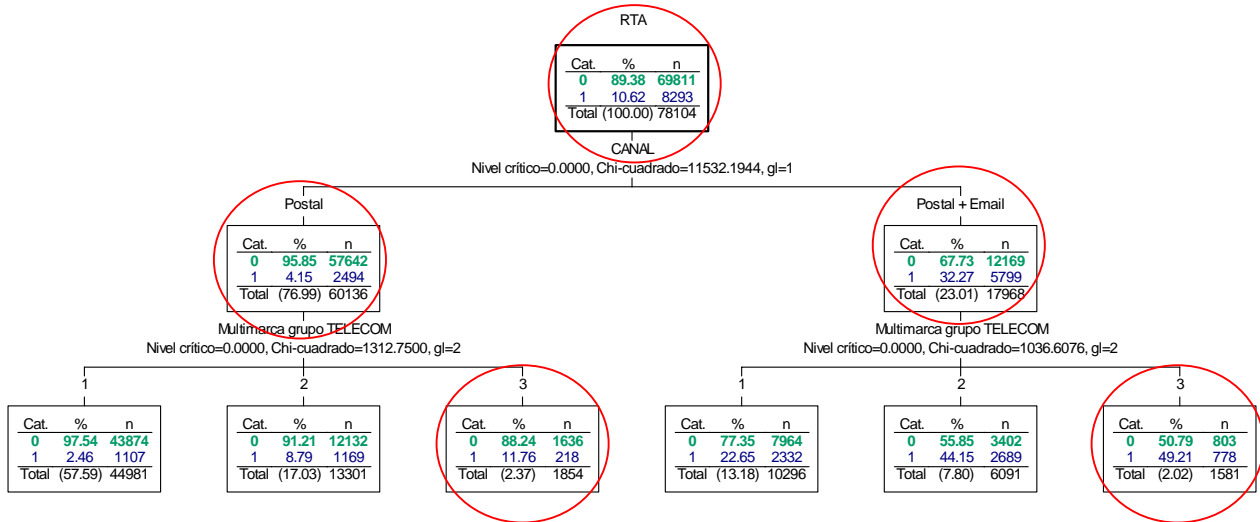 RTA
Cat. % n
0 89.38 69811
1 10.62 8293
Total (100.00) 78104
CANAL
Nivel crítico=0.0000, Chi-cuadrado=11532.1944, gl=1
Postal
Cat. % n
0 95.85 57642
1 4.15 2494
Total (76.99) 60136
Multimarca grupo TELECOM
Nivel crítico=0.0000, Chi-cuadrado=1312.7500, gl=2
1
Cat. % n
0 97.54 43874
1 2.46 1107
Total (57.59) 44981
2
Cat. % n
0 91.21 12132
1 8.79 1169
Total (17.03) 13301
3
Cat. % n
0 88.24 1636
1 11.76 218
Total (2.37) 1854
Postal + Email
Cat. % n
0 67.73 12169
1 32.27 5799
Total (23.01) 17968
Multimarca grupo TELECOM
Nivel crítico=0.0000, Chi-cuadrado=1036.6076, gl=2
1
Cat. % n
0 77.35 7964
1 22.65 2332
Total (13.18) 10296
2
Cat. % n
0 55.85 3402
1 44.15 2689
Total (7.80) 6091
3
Cat. % n
0 50.79 803
1 49.21 778
Total (2.02) 1581